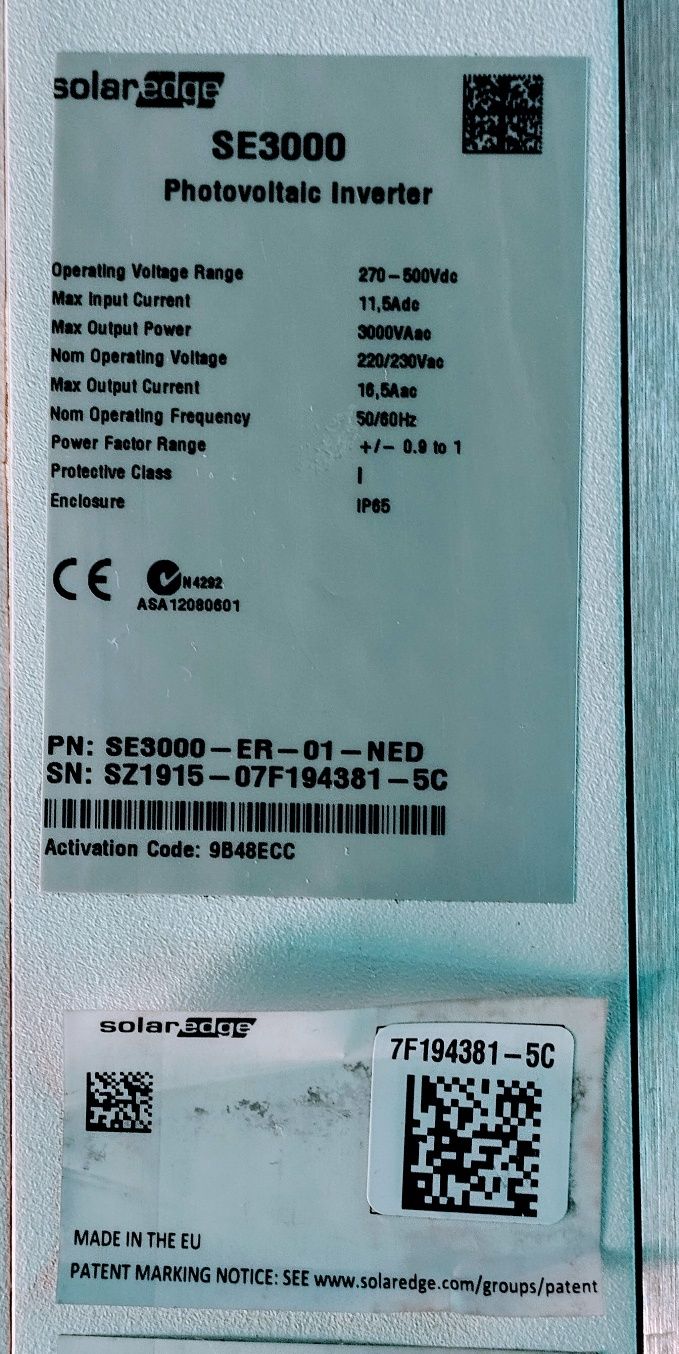 solaredge
SE3000
Photovoltaic Inverter
Operating Voltage Range 270-500Vdc
Max Input Current 11,5Adc
Max Output Power 3000VAac
Nom Operating Voltage 220/230Vac
Max Output Current 16,5Aac
Nom Operating Frequency 50/60Hz
Power Factor Range +/- 0.9 to 1
Protective Class I
Enclosure IP65
CE N4292
ASA12080601
PN: SE3000-ER-01-NED
SN: SZ1915-07F194381-5C
Activation Code: 9B48ECC
solaredge
7F194381-5C
MADE IN THE EU
PATENT MARKING NOTICE: SEE www.solaredge.com/groups/patent